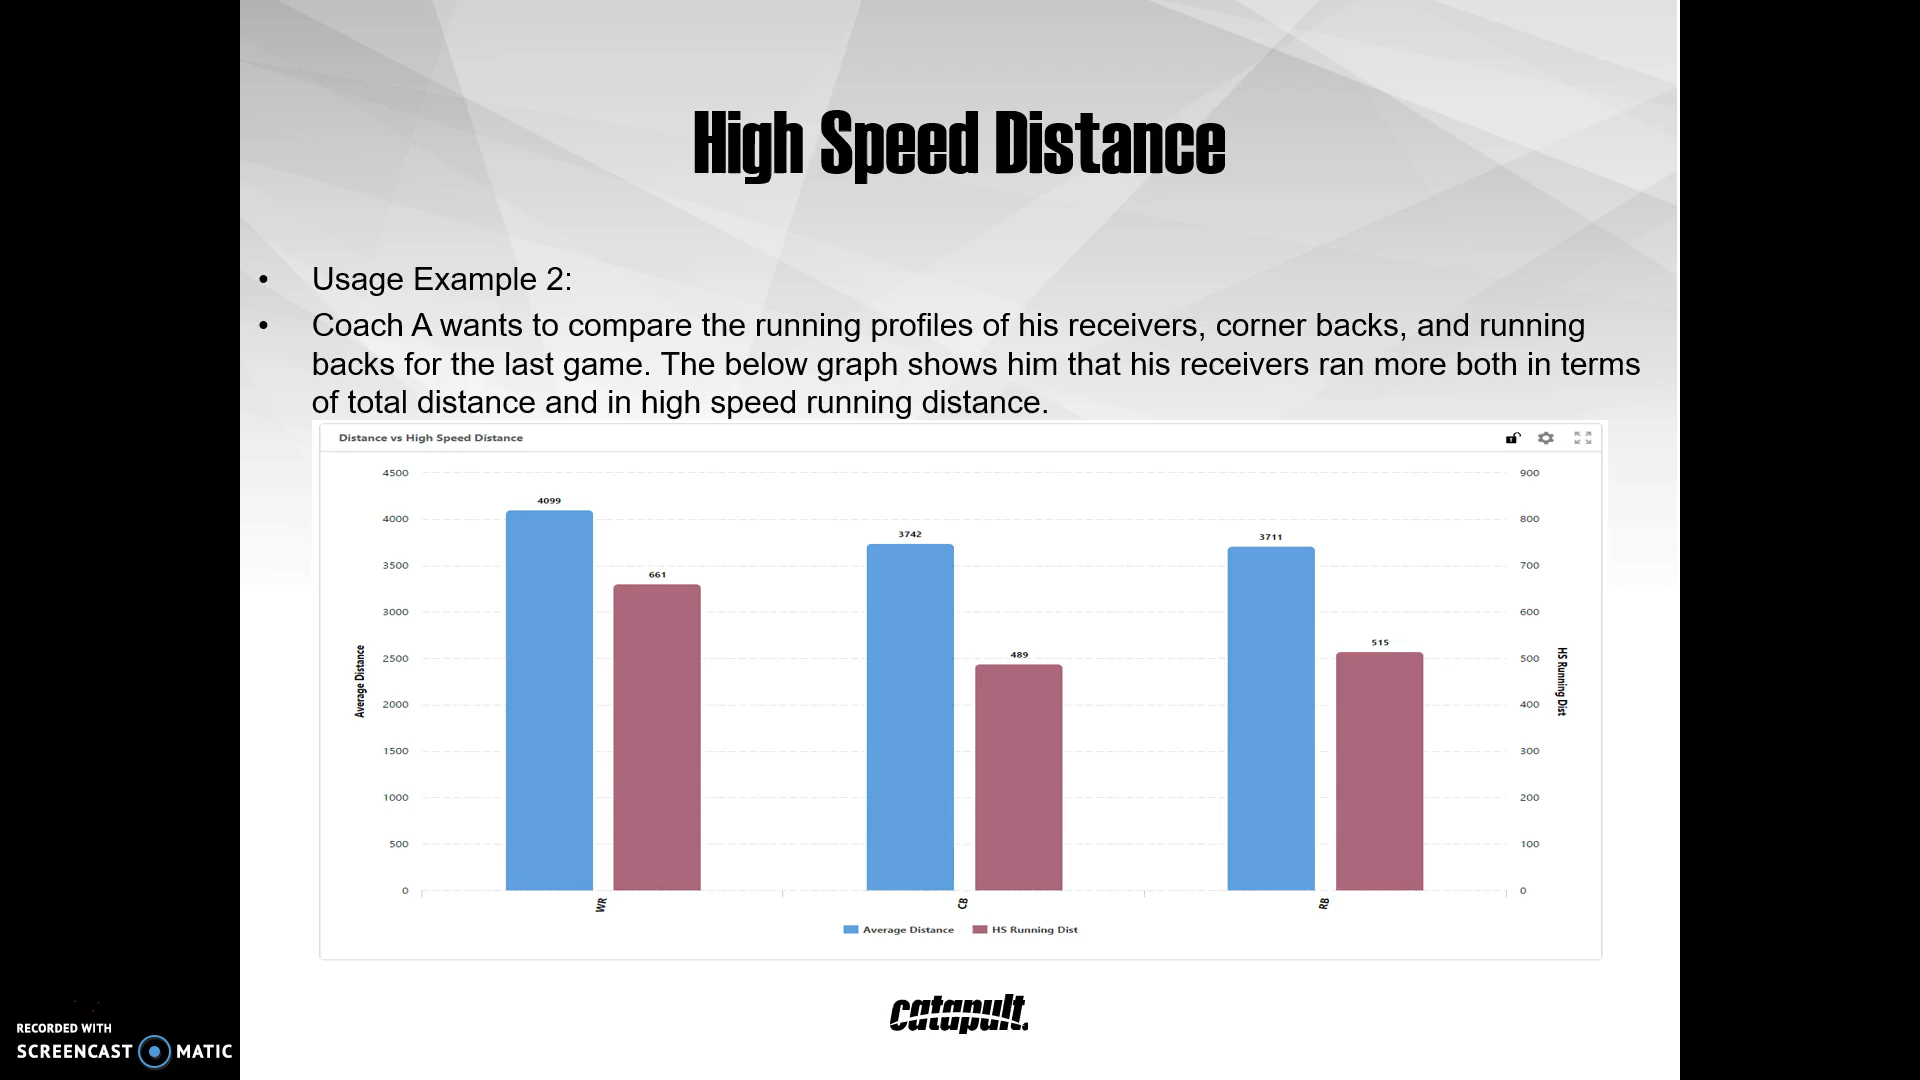 High Speed Distance
• Usage Example 2:
• Coach A wants to compare the running profiles of his receivers, corner backs, and running
backs for the last game. The below graph shows him that his receivers ran more both in terms
of total distance and in high speed running distance.
Distance vs High Speed Distance
4500
4000
3500
3000
2500
2000
1500
1000
500
0
Average Distance
4099
661
3742
489
3711
515
900
800
700
600
500
400
300
200
100
0
HS Running Dist
WR
CB
RB
Average Distance
HS Running Dist
catapult.
RECORDED WITH
SCREENCAST MATIC